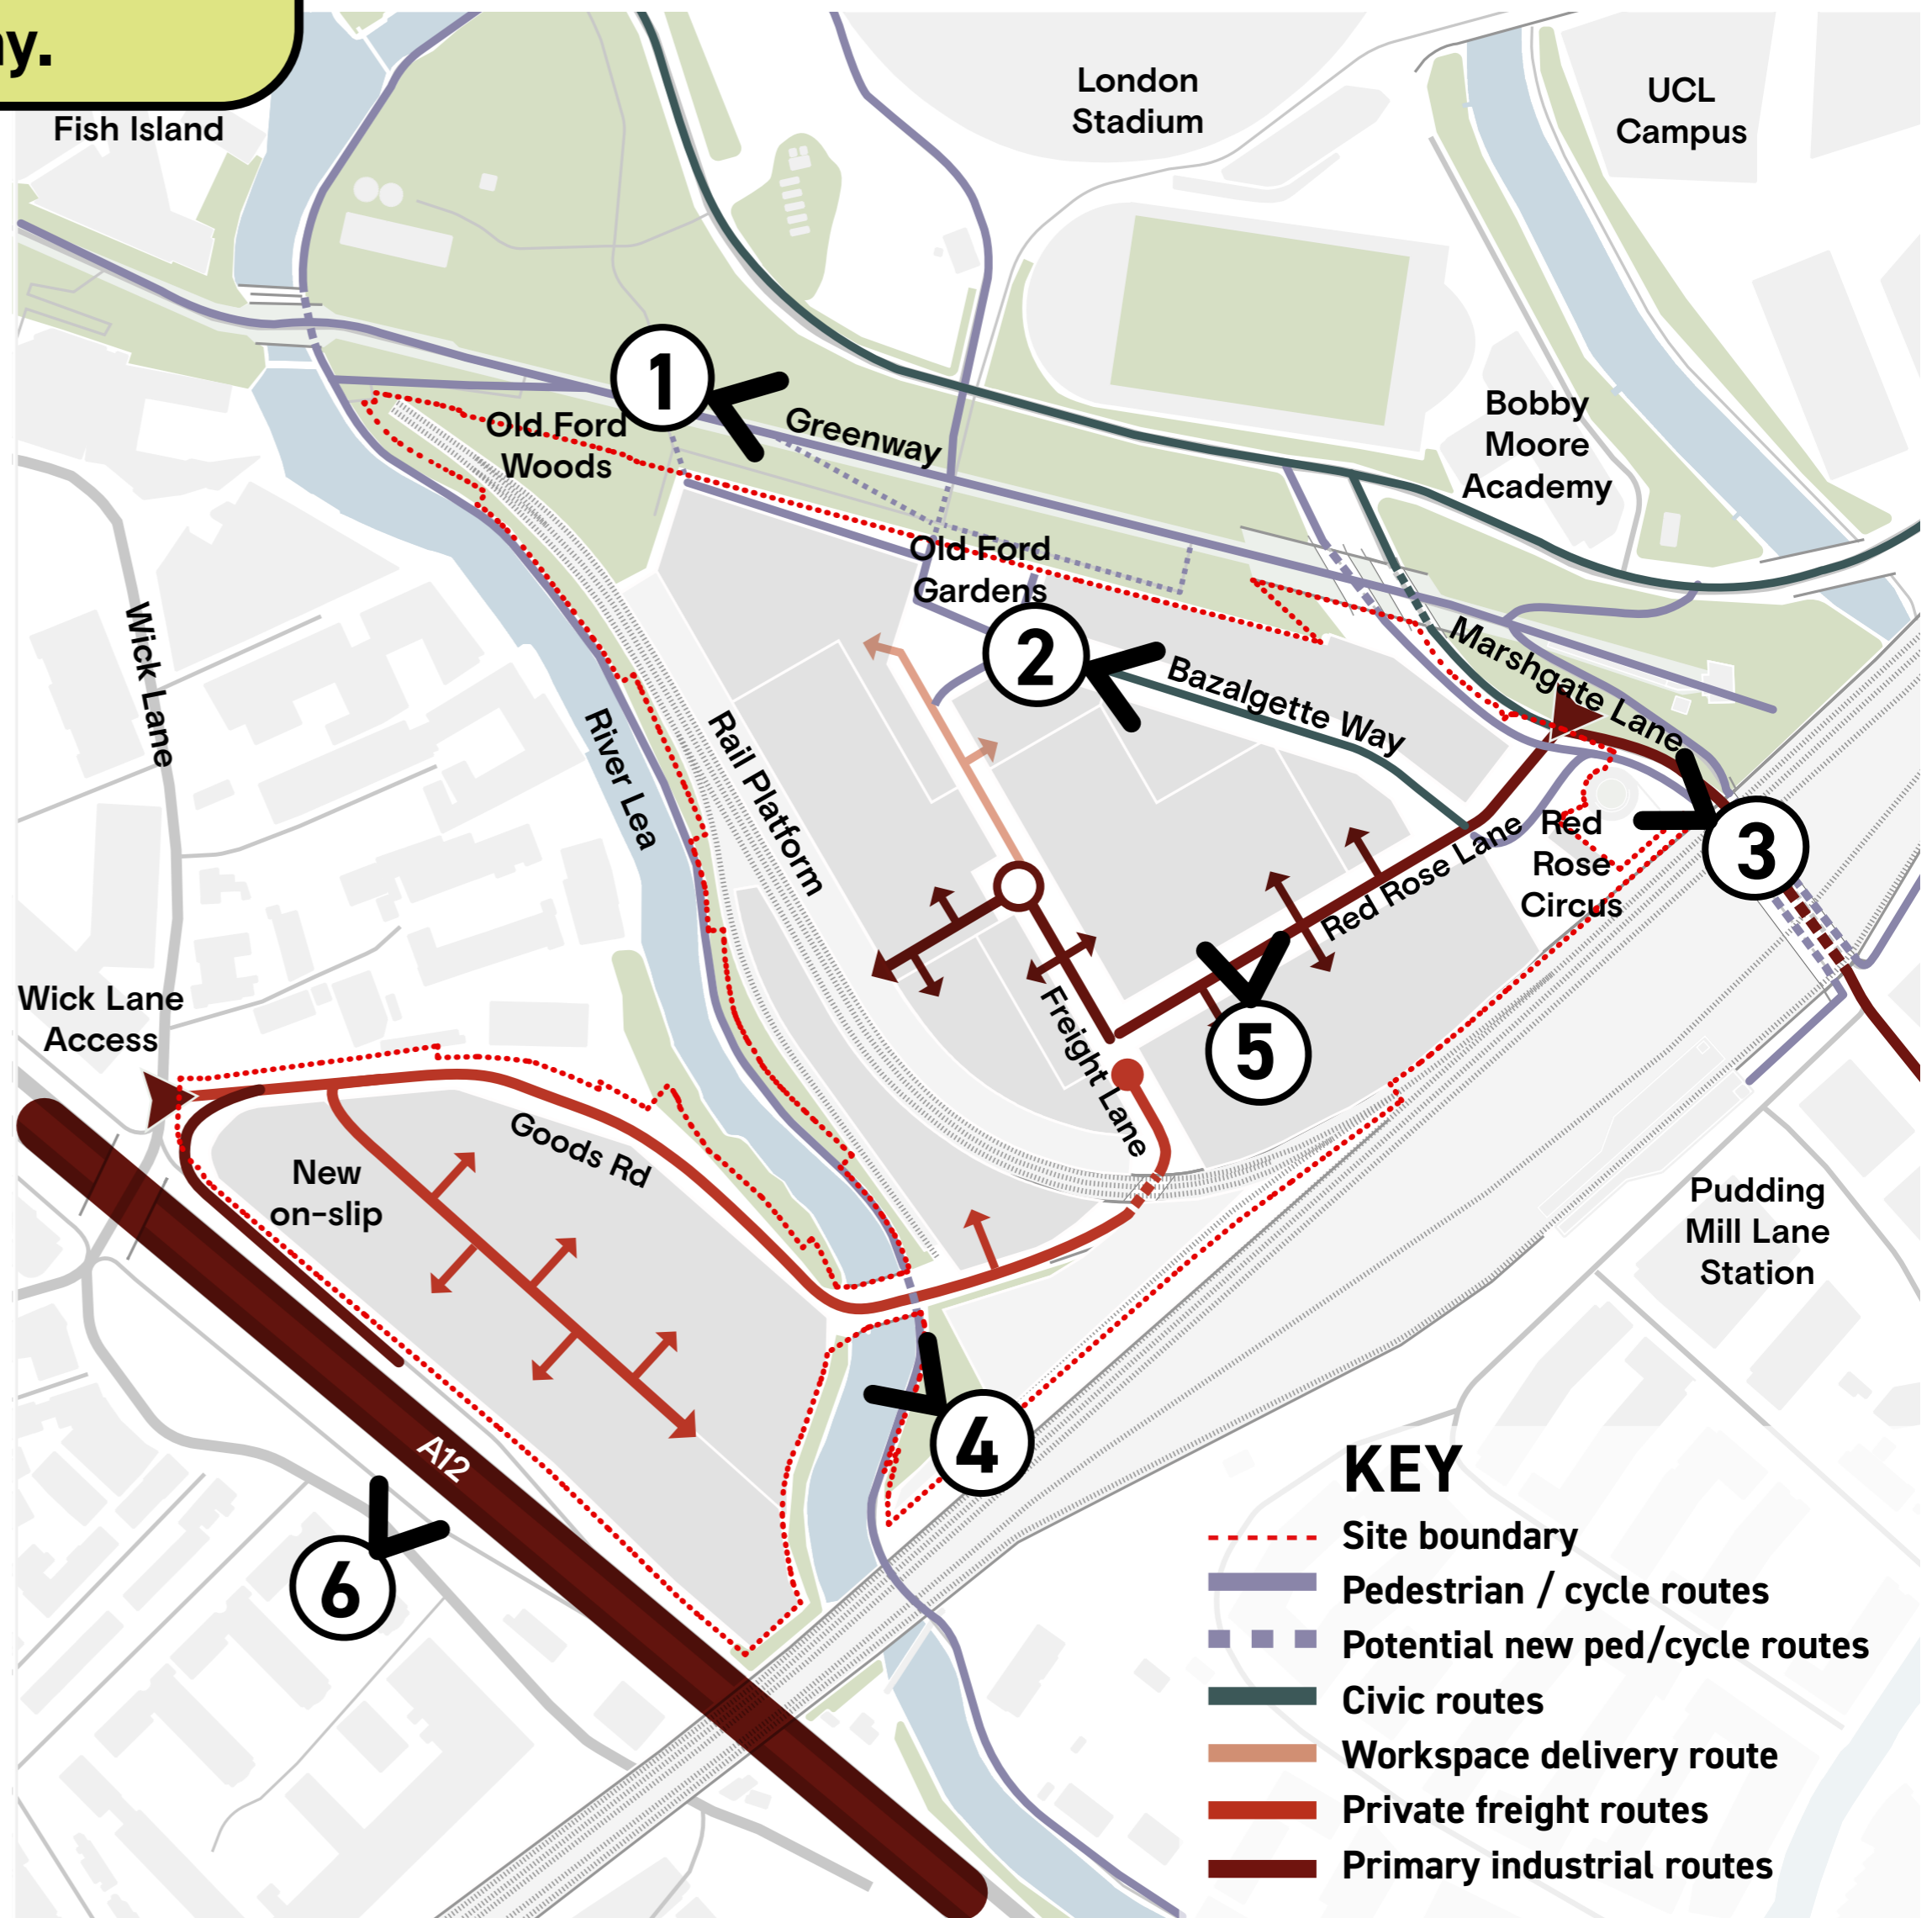 y.
Fish Island
London
Stadium
UCL
Campus
1
Greenway
Old Ford
Woods
Bobby
Moore
Academy
Old Ford
Gardens
2
Bazalgette Way
Marshgate Lane
Wick Lane
River Lea
Rail Platform
Red Rose Lane
Red
Rose
Circus
3
Wick Lane
Access
Freight Lane
5
New
on-slip
Goods Rd
Pudding
Mill Lane
Station
4
A12
6
KEY
Site boundary
Pedestrian / cycle routes
Potential new ped/cycle routes
Civic routes
Workspace delivery route
Private freight routes
Primary industrial routes